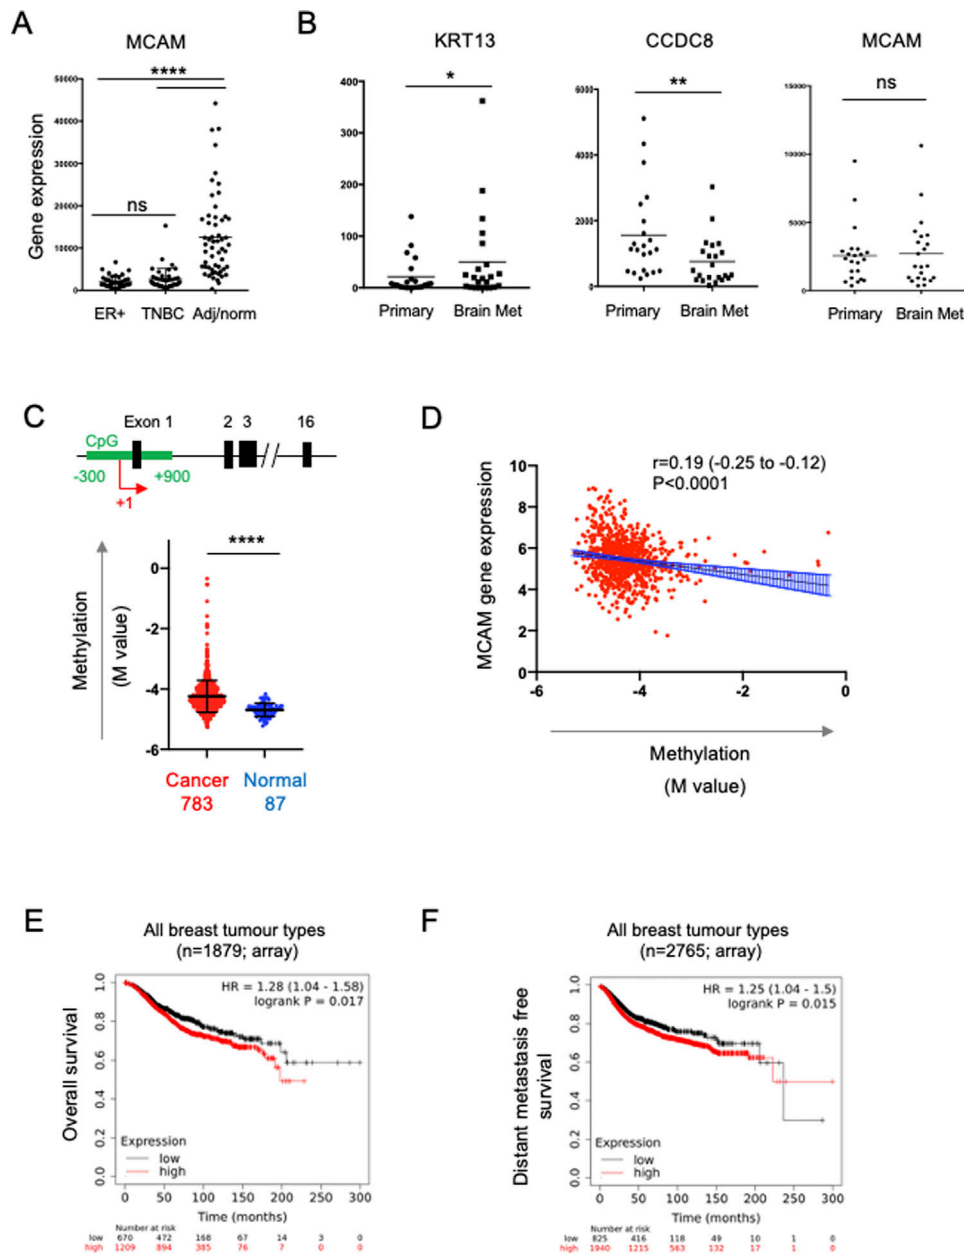 A
MCAM
****
50000
40000
30000
20000
10000
0
ns
Gene expression
ER+ TNBC Adj/norm
B
KRT13
*
400
300
200
100
0
Primary Brain Met
CCDC8
**
6000
4000
2000
0
Primary Brain Met
MCAM
ns
15000
10000
5000
0
Primary Brain Met
C
Exon 1 2 3 16
CpG
-300 +900
+1
****
0
-2
-4
-6
Methylation
(M value)
Cancer Normal
783 87
D
r=0.19 (-0.25 to -0.12)
P<0.0001
10
8
6
4
2
0
MCAM gene expression
-6 -4 -2 0
Methylation
(M value)
E
All breast tumour types
(n=1879; array)
HR = 1.28 (1.04 - 1.58)
logrank P = 0.017
1.0
0.8
0.6
0.4
0.2
0.0
Overall survival
Expression
low
high
0 50 100 150 200 250 300
Time (months)
Number at risk
low 670 472 168 67 14 3 0
high 1209 894 385 76 7 0 0
F
All breast tumour types
(n=2765; array)
HR = 1.25 (1.04 - 1.5)
logrank P = 0.015
1.0
0.8
0.6
0.4
0.2
0.0
Distant metastasis free
survival
Expression
low
high
0 50 100 150 200 250 300
Time (months)
Number at risk
low 825 416 118 49 10 1 0
high 1940 1215 563 132 17 1 0